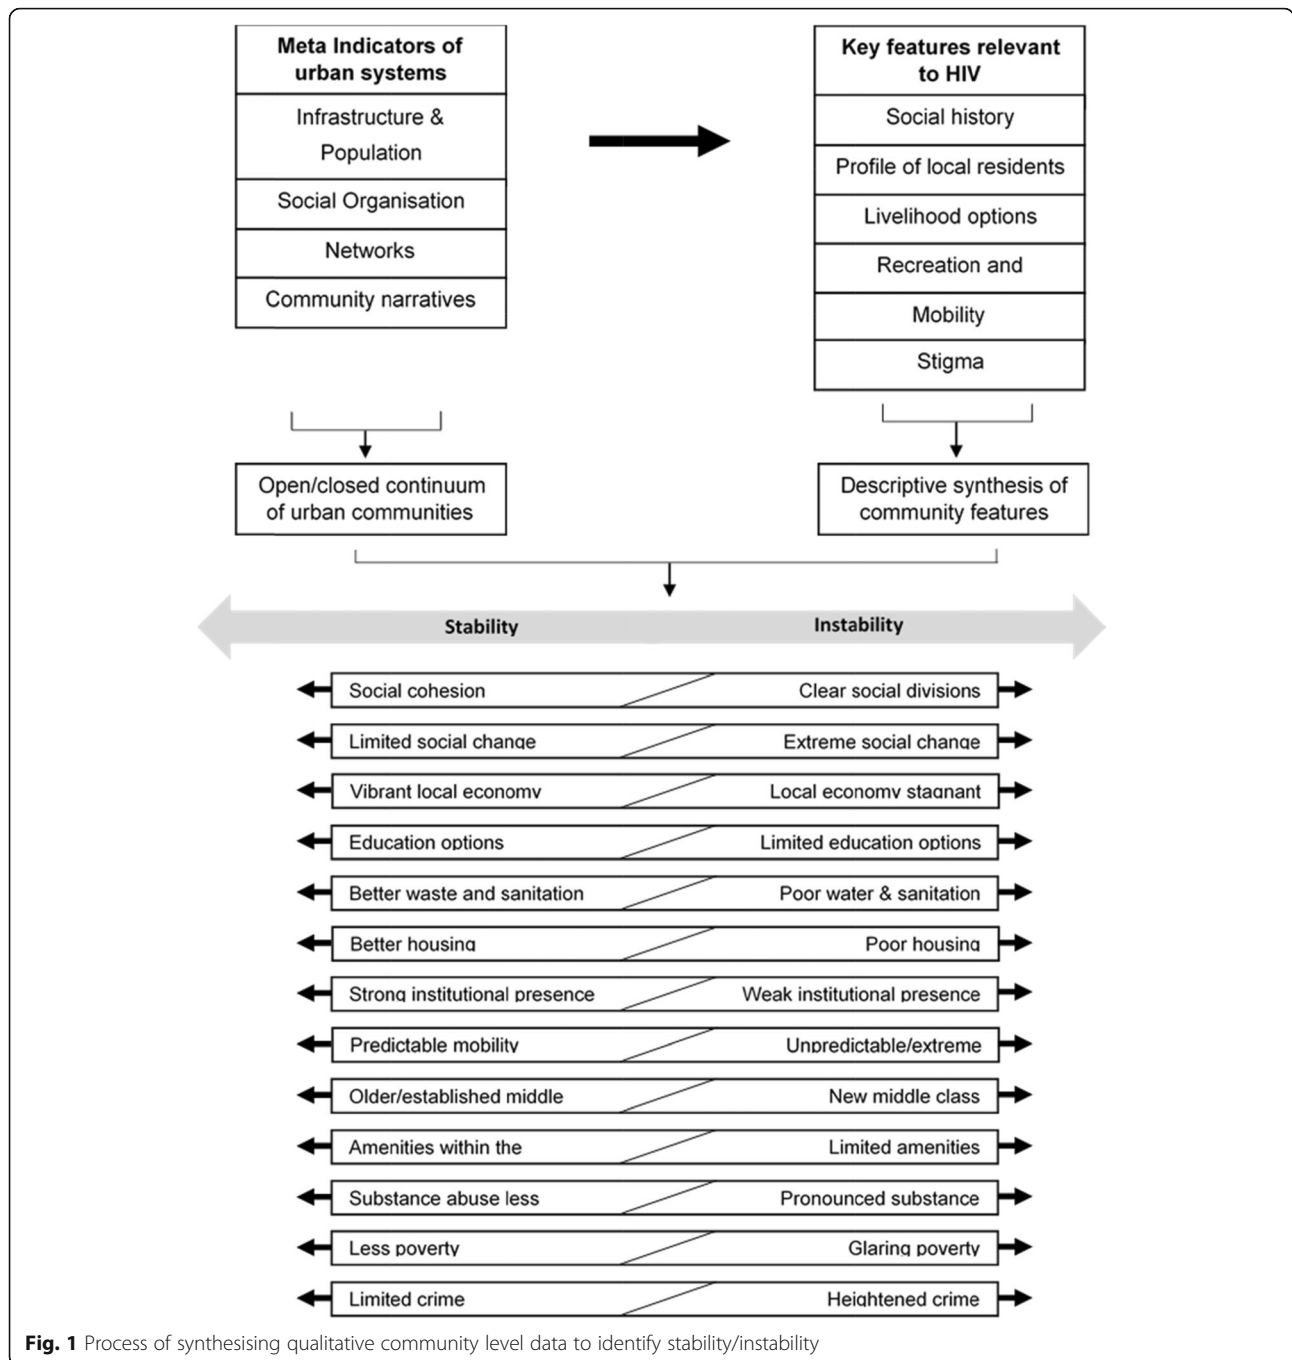 Meta Indicators of
urban systems
Infrastructure &
Population
Social Organisation
Networks
Community narratives
Key features relevant
to HIV
Social history
Profile of local residents
Livelihood options
Recreation and
Mobility
Stigma
Open/closed continuum
of urban communities
Descriptive synthesis of
community features
Stability Instability
Social cohesion Clear social divisions
Limited social change Extreme social change
Vibrant local economy Local economy stagnant
Education options Limited education options
Better waste and sanitation Poor water & sanitation
Better housing Poor housing
Strong institutional presence Weak institutional presence
Predictable mobility Unpredictable/extreme
Older/established middle New middle class
Amenities within the Limited amenities
Substance abuse less Pronounced substance
Less poverty Glaring poverty
Limited crime Heightened crime
Fig. 1 Process of synthesising qualitative community level data to identify stability/instability